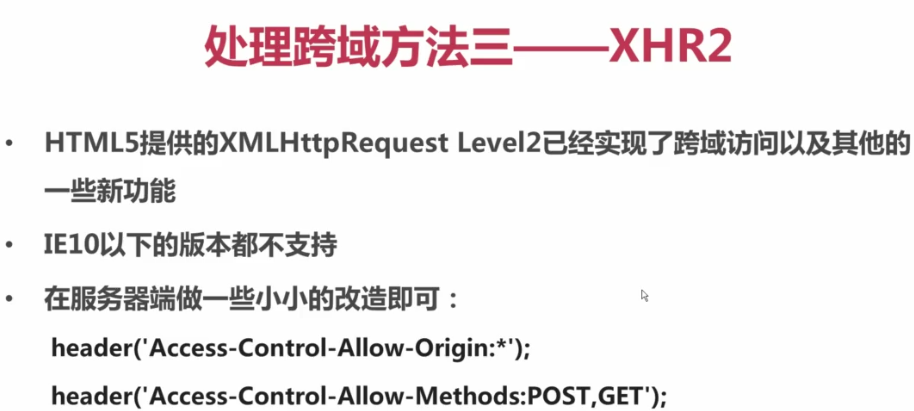 处理跨域方法三——XHR2
• HTML5提供的XMLHttpRequest Level2已经实现了跨域访问以及其他的
一些新功能
• IE10以下的版本都不支持
• 在服务器端做一些小小的改造即可：
header('Access-Control-Allow-Origin:*');
header('Access-Control-Allow-Methods:POST,GET');